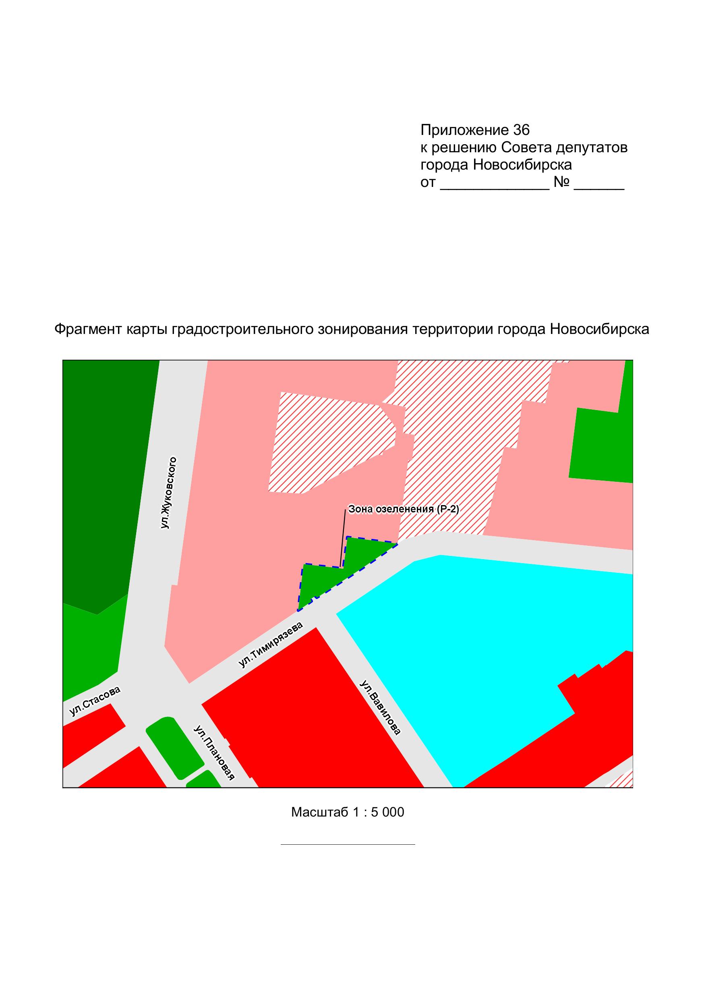 Приложение 36
к решению Совета депутатов
города Новосибирска
от _____________ № ______
Фрагмент карты градостроительного зонирования территории города Новосибирска
ул.Жуковского
Зона озеленения (Р-2)
ул.Тимирязева
ул.Стасова
ул.Вавилова
ул.Плановая
Масштаб 1 : 5 000